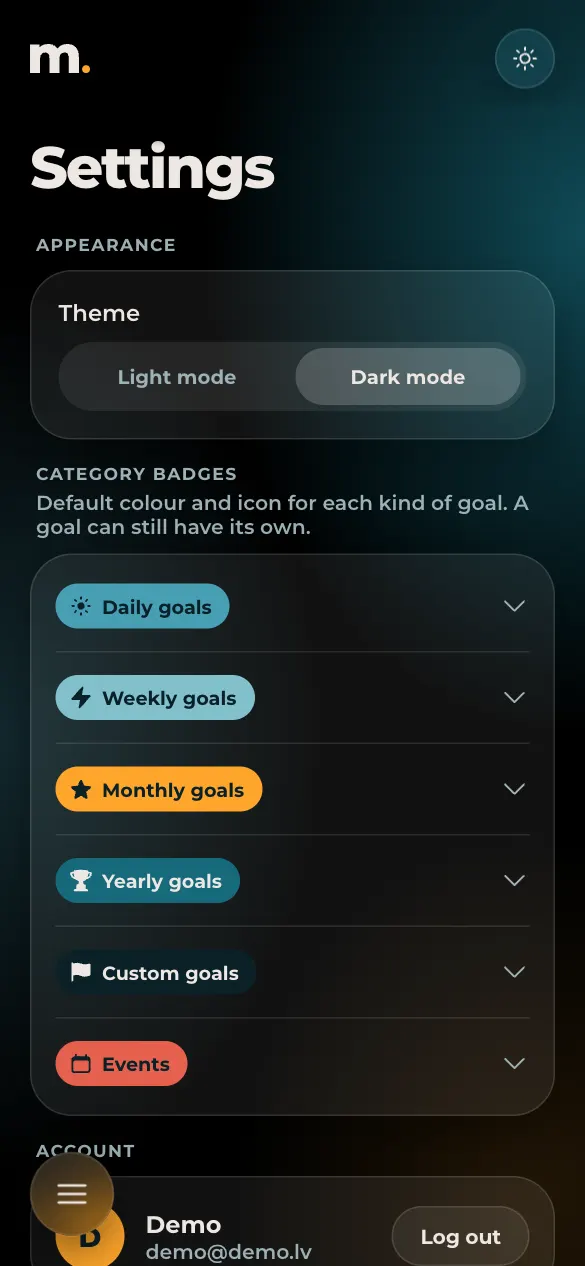 m.
Settings
APPEARANCE
Theme
Light mode
Dark mode
CATEGORY BADGES
Default colour and icon for each kind of goal. A
goal can still have its own.
Daily goals
Weekly goals
Monthly goals
Yearly goals
Custom goals
Events
ACCOUNT
D
Demo
demo@demo.lv
Log out